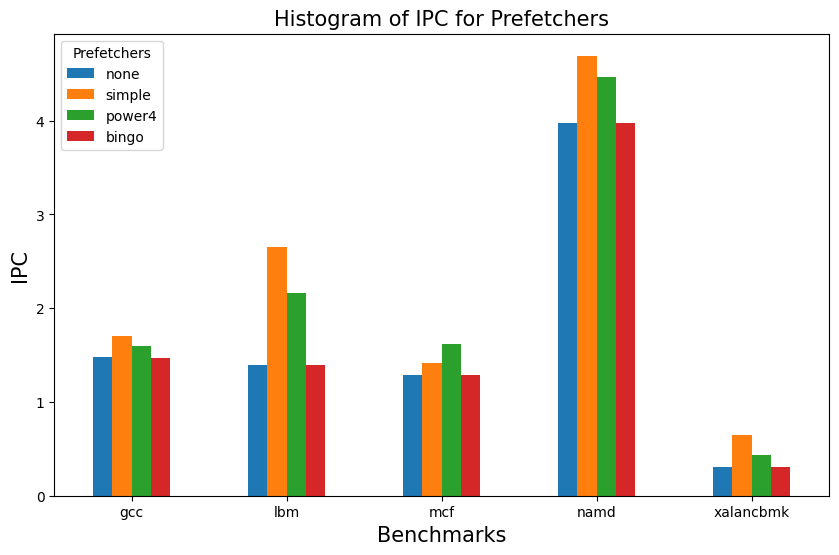 Histogram of IPC for Prefetchers
Prefetchers
none
simple
power4
bingo
IPC
4
3
2
1
0
gcc lbm mcf namd xalancbmk
Benchmarks